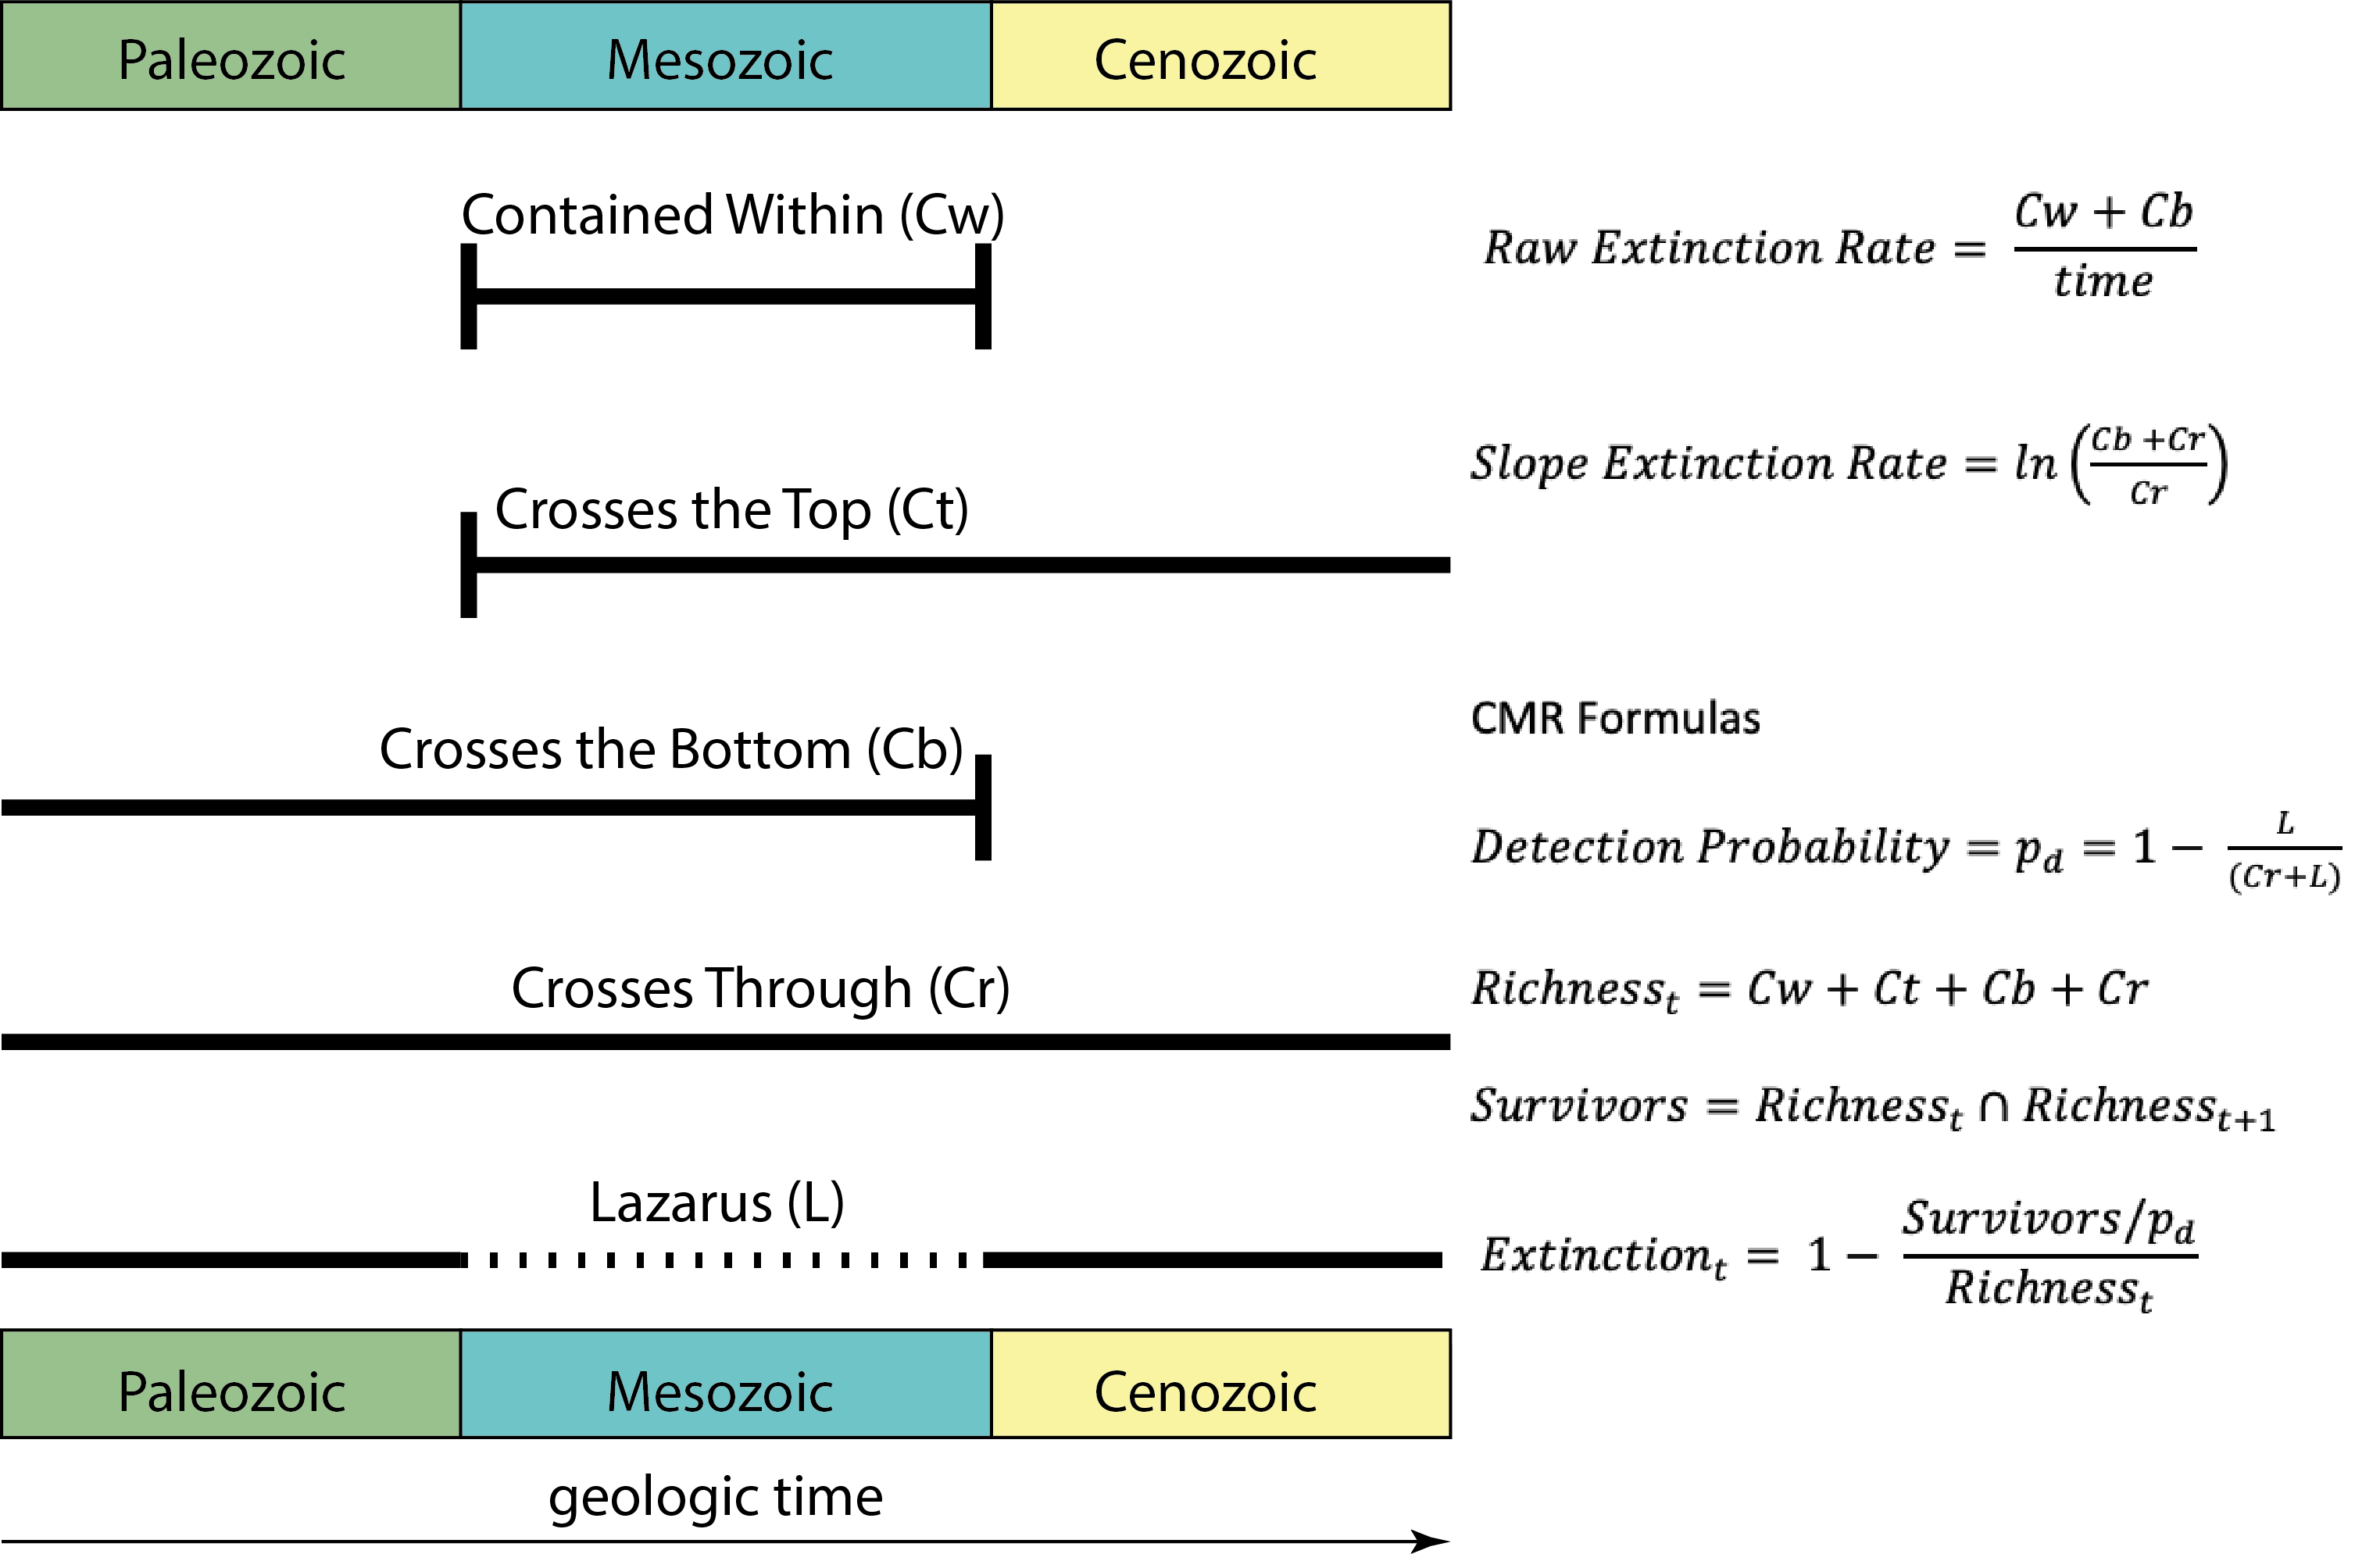 Paleozoic Mesozoic Cenozoic
Contained Within (Cw)
Raw Extinction Rate = \frac{Cw + Cb}{time}
Crosses the Top (Ct)
Slope Extinction Rate = ln \left(\frac{Cb + Cr}{Cr}\right)
Crosses the Bottom (Cb)
CMR Formulas
Detection Probability = p_d = 1 - \frac{L}{(Cr+L)}
Crosses Through (Cr)
Richness_t = Cw + Ct + Cb + Cr
Survivors = Richness_t ∩ Richness_{t+1}
Lazarus (L)
Extinction_t = 1 - \frac{Survivors/p_d}{Richness_t}
Paleozoic Mesozoic Cenozoic
geologic time